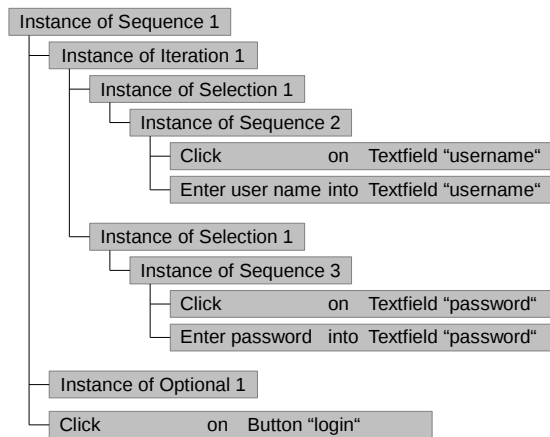 Instance of Sequence 1
Instance of Iteration 1
Instance of Selection 1
Instance of Sequence 2
Click on Textfield “username“
Enter user name into Textfield “username“
Instance of Selection 1
Instance of Sequence 3
Click on Textfield “password“
Enter password into Textfield “password“
Instance of Optional 1
Click on Button “login“